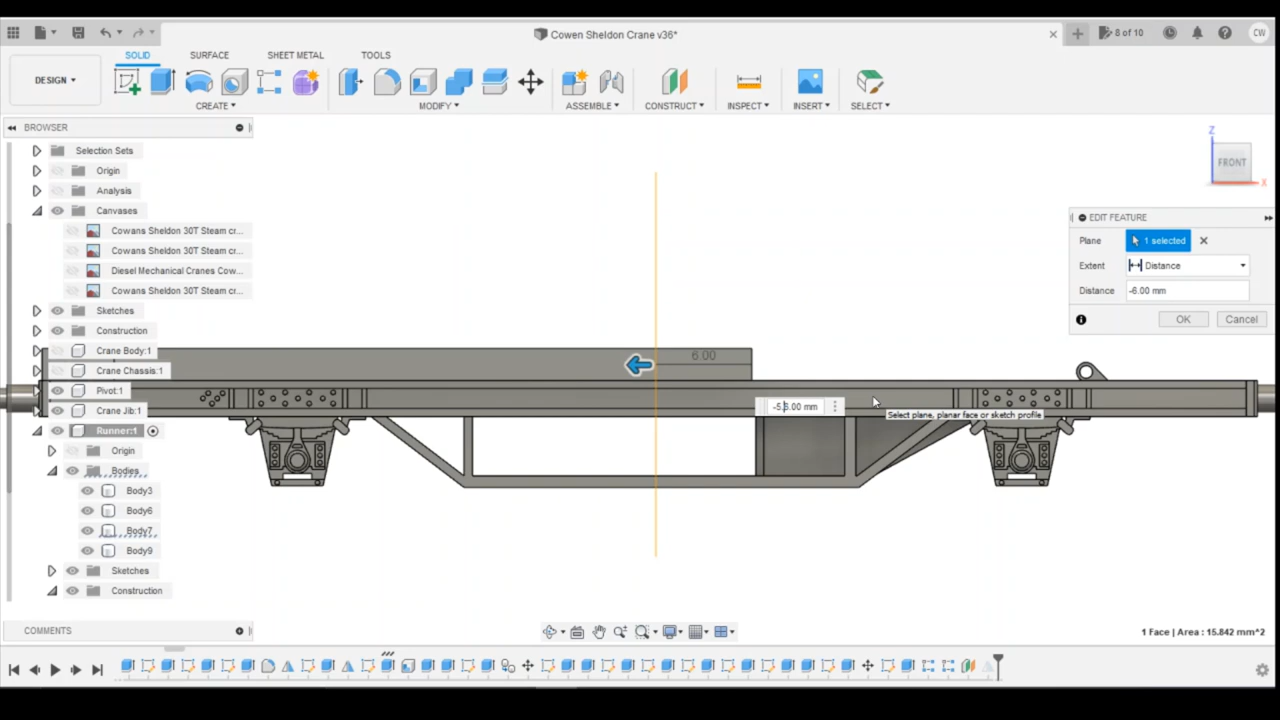 Cowen Sheldon Crane v36*
8 of 10
CW
DESIGN
SOLID
SURFACE
SHEET METAL
TOOLS
CREATE
MODIFY
ASSEMBLE
CONSTRUCT
INSPECT
INSERT
SELECT
BROWSER
Selection Sets
Origin
Analysis
Canvases
Cowans Sheldon 30T Steam cr...
Cowans Sheldon 30T Steam cr...
Diesel Mechanical Cranes Cow...
Cowans Sheldon 30T Steam cr...
Sketches
Construction
Crane Body:1
Crane Chassis:1
Pivot:1
Crane Jib:1
Runner:1
Origin
Bodies
Body3
Body6
Body7
Body9
Sketches
Construction
COMMENTS
Z
FRONT
X
EDIT FEATURE
Plane
1 selected
Extent
Distance
Distance
-6.00 mm
OK
Cancel
6.00
-5.6.00 mm
Select plane, planar face or sketch profile
1 Face | Area : 15.842 mm^2